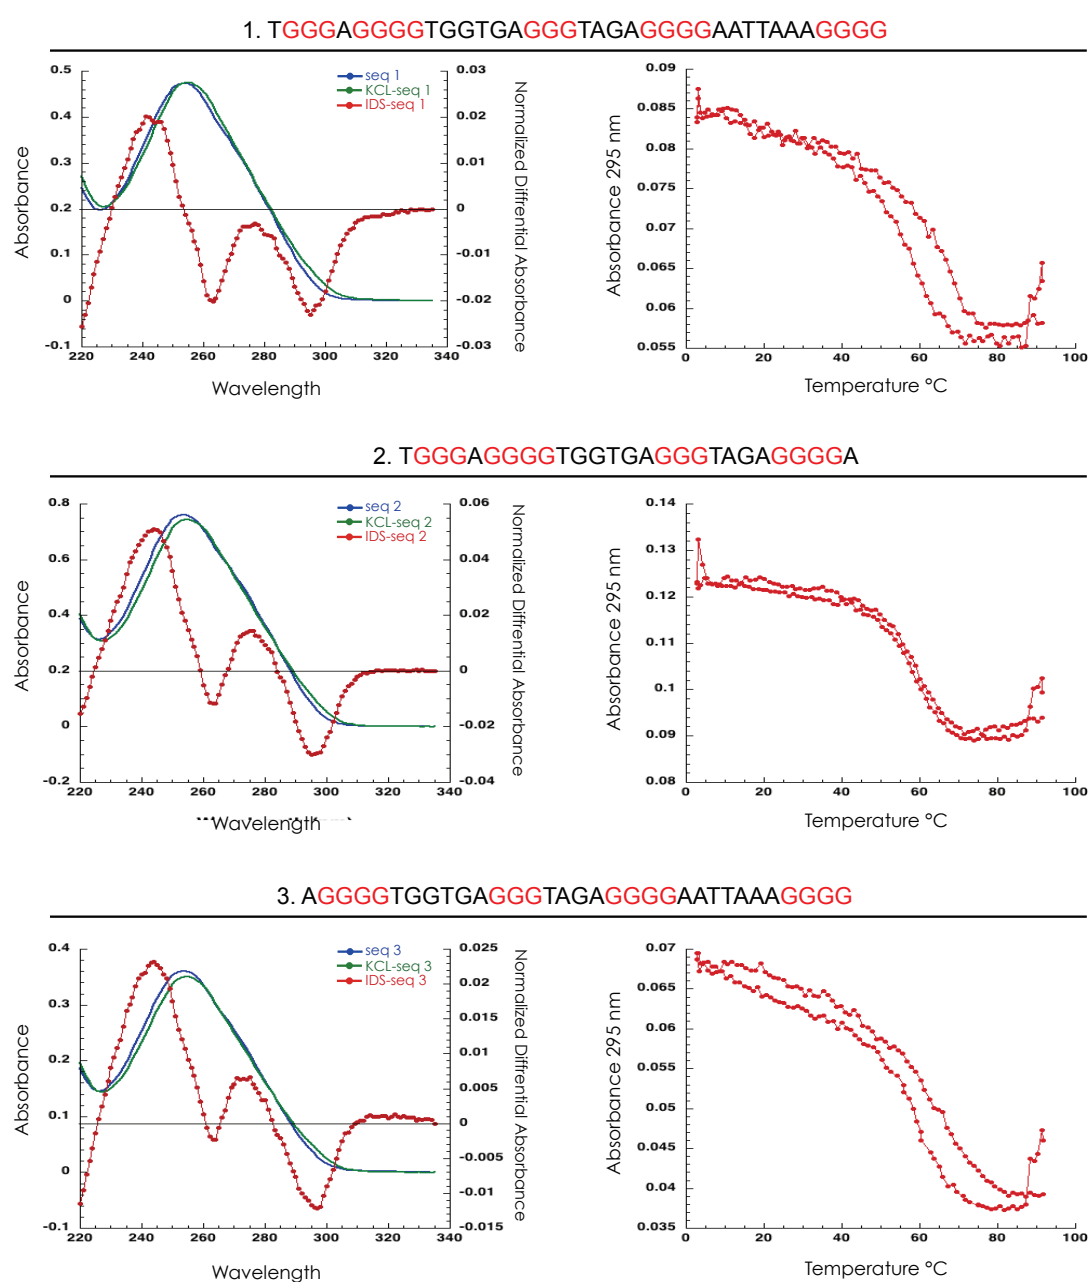 1. TGGGAGGGGTGGTGAGGGTAGAGGGGAATTAAAGGGG
0.5
0.4
0.3
0.2
0.1
0
-0.1
Absorbance
220 240 260 280 300 320 340
Wavelength
seq 1
KCL-seq 1
IDS-seq 1
0.03
0.02
0.01
0
-0.01
-0.02
-0.03
Normalized Diffrential Absorbance
0.09
0.085
0.08
0.075
0.07
0.065
0.06
0.055
Absorbance 295 nm
0 20 40 60 80 100
Temperature °C
2. TGGGAGGGGTGGTGAGGGTAGAGGGGA
0.8
0.6
0.4
0.2
0
-0.2
Absorbance
220 240 260 280 300 320 340
Wavelength
seq 2
KCL-seq 2
IDS-seq 2
0.06
0.04
0.02
0
-0.02
-0.04
Normalized Diffrential Absorbance
0.14
0.13
0.12
0.11
0.1
0.09
0.08
Absorbance 295 nm
0 20 40 60 80 100
Temperature °C
3. AGGGGTGGTGAGGGTAGAGGGGAATTAAAGGGG
0.4
0.3
0.2
0.1
0
-0.1
Absorbance
220 240 260 280 300 320 340
Wavelength
seq 3
KCL-seq 3
IDS-seq 3
0.025
0.02
0.015
0.01
0.005
0
-0.005
-0.01
-0.015
Normalized Diffrential Absorbance
0.07
0.065
0.06
0.055
0.05
0.045
0.04
0.035
Absorbance 295 nm
0 20 40 60 80 100
Temperature °C